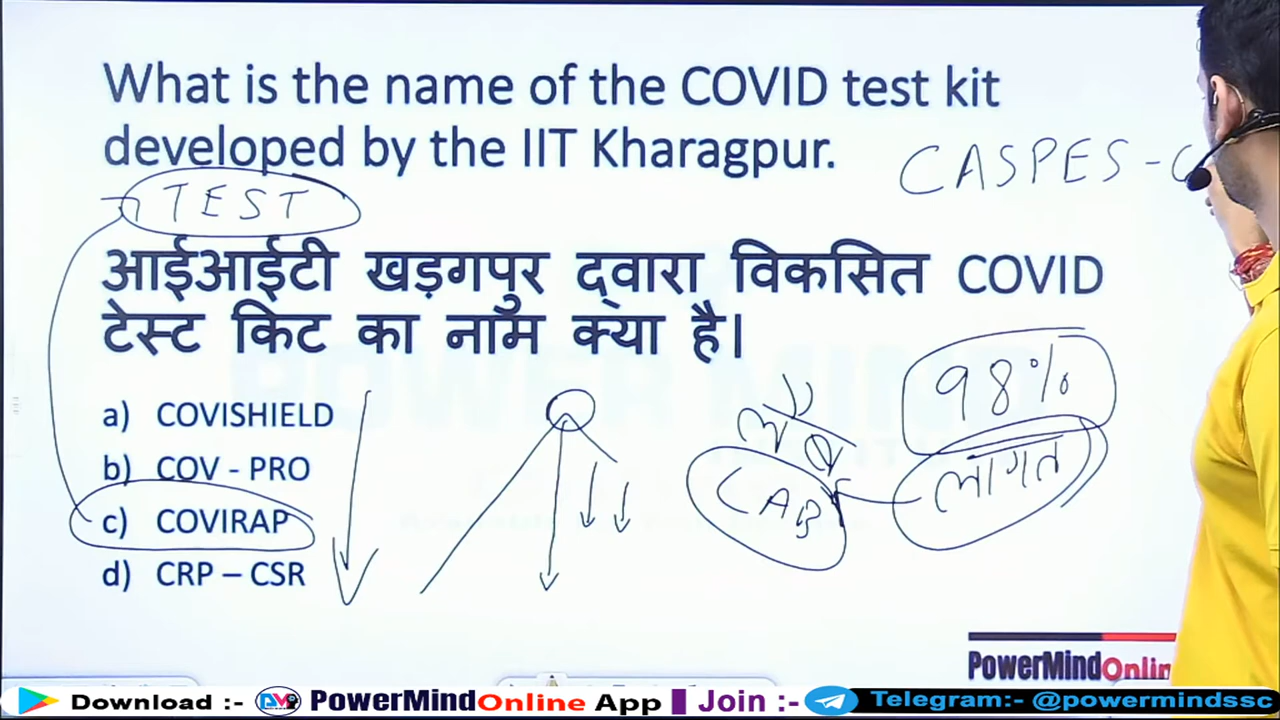 What is the name of the COVID test kit
developed by the IIT Kharagpur.
CASPES -
TEST
आईआईटी खड़गपुर द्वारा विकसित COVID
टेस्ट किट का नाम क्या है।
98%
लैब
लागत
LAB
a) COVISHIELD
b) COV - PRO
c) COVIRAP
d) CRP – CSR
PowerMindOnlin
Download :- PowerMindOnline App Join :- Telegram:- @powermindssc